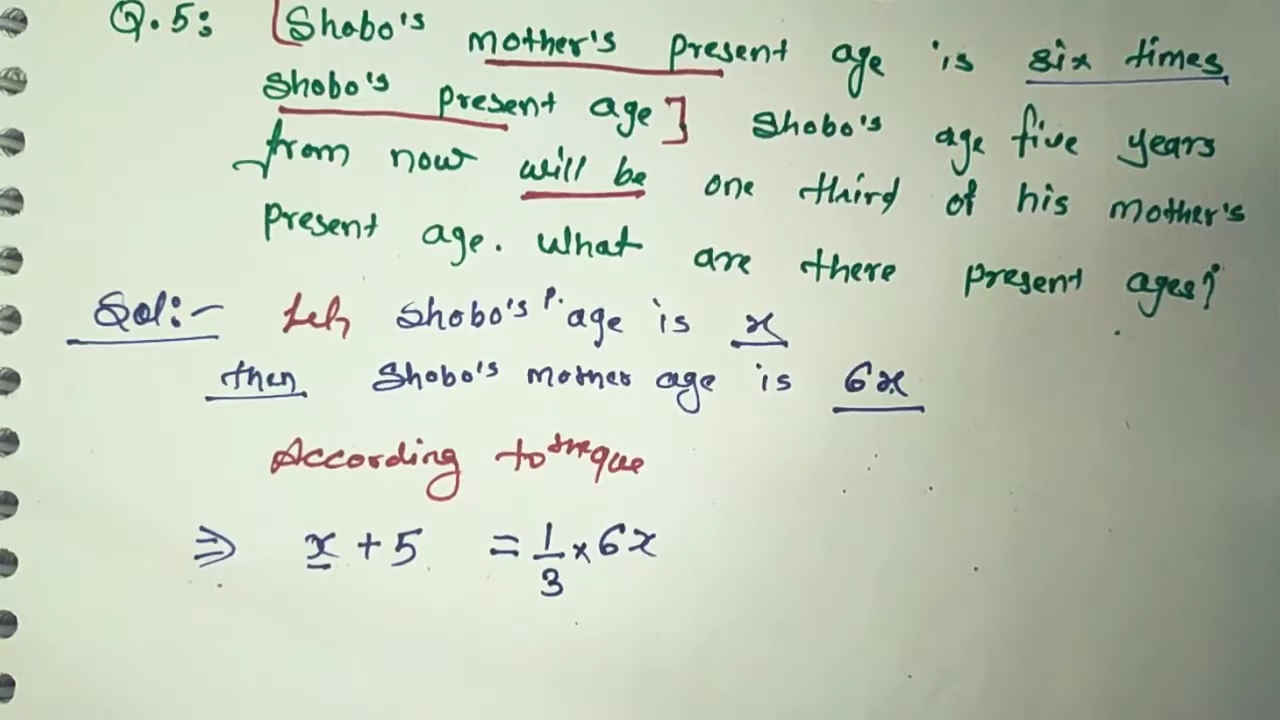 Q.5: [Shobo's mother's present age is six times
Shobo's present age] Shobo's age five years
from now will be one third of his mother's
present age. What are there present ages?
Sol:- Let, Shobo's P. age is x
then Shobo's mother age is 6x
According to the que
⇒ x + 5 = 1/3 × 6x